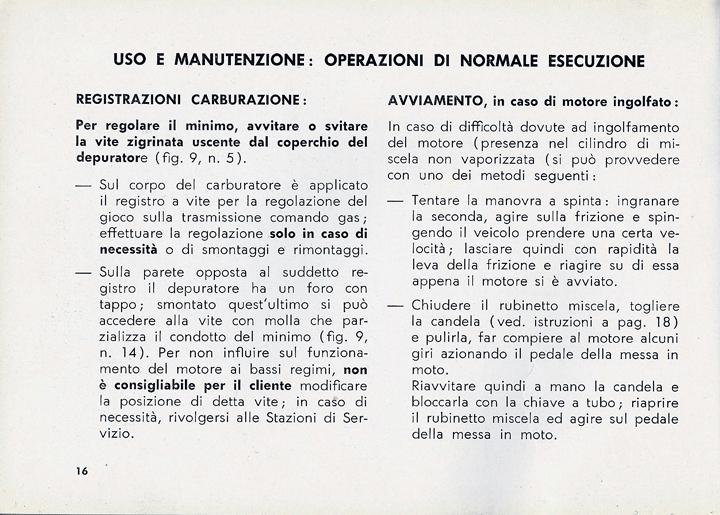 USO E MANUTENZIONE: OPERAZIONI DI NORMALE ESECUZIONE
REGISTRAZIONI CARBURAZIONE:
Per regolare il minimo, avvitare o svitare
la vite zigrinata uscente dal coperchio del
depuratore (fig. 9, n. 5).
— Sul corpo del carburatore è applicato
il registro a vite per la regolazione del
gioco sulla trasmissione comando gas;
effettuare la regolazione solo in caso di
necessità o di smontaggi e rimontaggi.
— Sulla parete opposta al suddetto re-
gistro il depuratore ha un foro con
tappo; smontato quest'ultimo si può
accedere alla vite con molla che par-
zializza il condotto del minimo (fig. 9,
n. 14). Per non influire sul funziona-
mento del motore ai bassi regimi, non
è consigliabile per il cliente modificare
la posizione di detta vite; in caso di
necessità, rivolgersi alle Stazioni di Ser-
vizio.
16
AVVIAMENTO, in caso di motore ingolfato:
In caso di difficoltà dovute ad ingolfamento
del motore (presenza nel cilindro di mi-
scela non vaporizzata (si può provvedere
con uno dei metodi seguenti:
— Tentare la manovra a spinta: ingranare
la seconda, agire sulla frizione e spin-
gendo il veicolo prendere una certa ve-
locità; lasciare quindi con rapidità la
leva della frizione e riagire su di essa
appena il motore si è avviato.
— Chiudere il rubinetto miscela, togliere
la candela (ved. istruzioni a pag. 18)
e pulirla, far compiere al motore alcuni
giri azionando il pedale della messa in
moto.
Riavvitare quindi a mano la candela e
bloccarla con la chiave a tubo; riaprire
il rubinetto miscela ed agire sul pedale
della messa in moto.